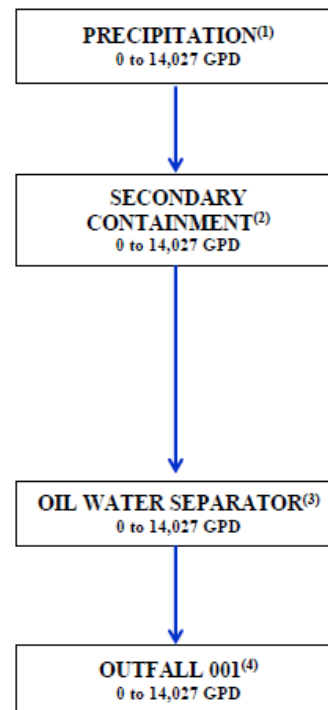 PRECIPITATION(1)
0 to 14,027 GPD
SECONDARY
CONTAINMENT(2)
0 to 14,027 GPD
OIL WATER SEPARATOR(3)
0 to 14,027 GPD
OUTFALL 001(4)
0 to 14,027 GPD